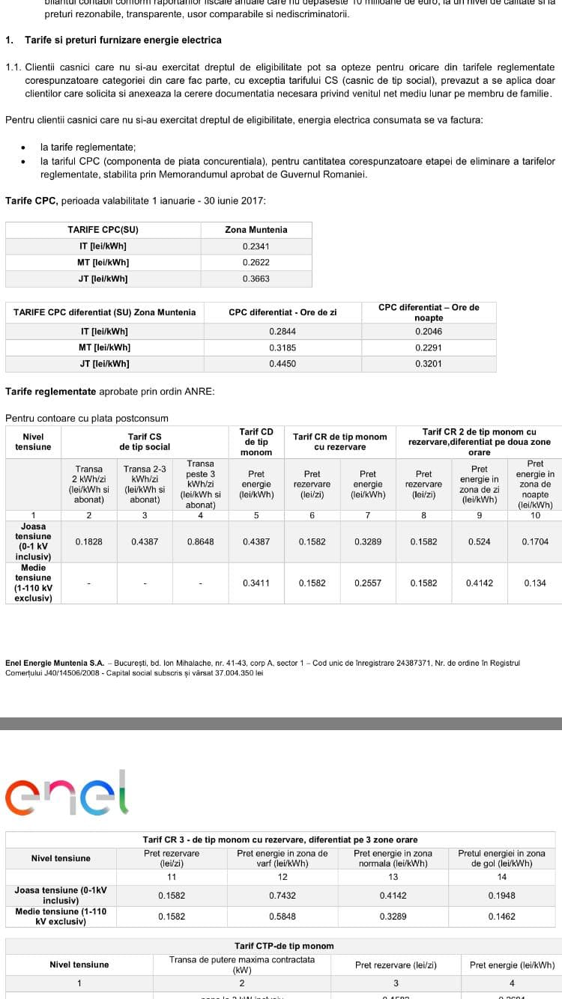 bilantul contabil conform raportarilor fiscale anuale care nu depaseste 10 milioane de euro, la un nivel de calitate si la
preturi rezonabile, transparente, usor comparabile si nediscriminatorii.
1. Tarife si preturi furnizare energie electrica
1.1. Clientii casnici care nu si-au exercitat dreptul de eligibilitate pot sa opteze pentru oricare din tarifele reglementate
corespunzatoare categoriei din care fac parte, cu exceptia tarifului CS (casnic de tip social), prevazut a se aplica doar
clientilor care solicita si anexeaza la cerere documentatia necesara privind venitul net mediu lunar pe membru de familie.
Pentru clientii casnici care nu si-au exercitat dreptul de eligibilitate, energia electrica consumata se va factura:
• la tarife reglementate;
• la tariful CPC (componenta de piata concurentiala), pentru cantitatea corespunzatoare etapei de eliminare a tarifelor
reglementate, stabilita prin Memorandumul aprobat de Guvernul Romaniei.
Tarife CPC, perioada valabilitate 1 ianuarie - 30 iunie 2017:
TARIFE CPC(SU) Zona Muntenia
IT [lei/kWh] 0.2341
MT [lei/kWh] 0.2622
JT [lei/kWh] 0.3663
TARIFE CPC diferentiat (SU) Zona Muntenia CPC diferentiat - Ore de zi CPC diferentiat – Ore de
noapte
IT [lei/kWh] 0.2844 0.2046
MT [lei/kWh] 0.3185 0.2291
JT [lei/kWh] 0.4450 0.3201
Tarife reglementate aprobate prin ordin ANRE:
Pentru contoare cu plata postconsum
Nivel
tensiune
Tarif CS
de tip social
Tarif CD
de tip
monom
Tarif CR de tip monom
cu rezervare
Tarif CR 2 de tip monom cu
rezervare,diferentiat pe doua zone
orare
Transa
2 kWh/zi
(lei/kWh si
abonat)
Transa 2-3
kWh/zi
(lei/kWh si
abonat)
Transa
peste 3
kWh/zi
(lei/kWh si
abonat)
Pret
energie
(lei/kWh)
Pret
rezervare
(lei/zi)
Pret
energie
(lei/kWh)
Pret
rezervare
(lei/zi)
Pret
energie in
zona de zi
(lei/kWh)
Pret
energie in
zona de
noapte
(lei/kWh)
1 2 3 4 5 6 7 8 9 10
Joasa
tensiune
(0-1 kV
inclusiv)
0.1828 0.4387 0.8648 0.4387 0.1582 0.3289 0.1582 0.524 0.1704
Medie
tensiune
(1-110 kV
exclusiv)
- - - 0.3411 0.1582 0.2557 0.1582 0.4142 0.134
Enel Energie Muntenia S.A. – București, bd. Ion Mihalache, nr. 41-43, corp A, sector 1 – Cod unic de înregistrare 24387371, Nr. de ordine în Registrul
Comerțului J40/14506/2008 - Capital social subscris și vărsat 37.004.350 lei
enel
Tarif CR 3 - de tip monom cu rezervare, diferentiat pe 3 zone orare
Nivel tensiune
Pret rezervare
(lei/zi)
Pret energie in zona de
varf (lei/kWh)
Pret energie in zona
normala (lei/kWh)
Pretul energiei in zona
de gol (lei/kWh)
11 12 13 14
Joasa tensiune (0-1kV
inclusiv)
0.1582 0.7432 0.4142 0.1948
Medie tensiune (1-110
kV exclusiv)
0.1582 0.5848 0.3289 0.1462
Tarif CTP-de tip monom
Nivel tensiune
Transa de putere maxima contractata
(kW)
Pret rezervare (lei/zi)
Pret energie (lei/kWh)
1 2 3 4